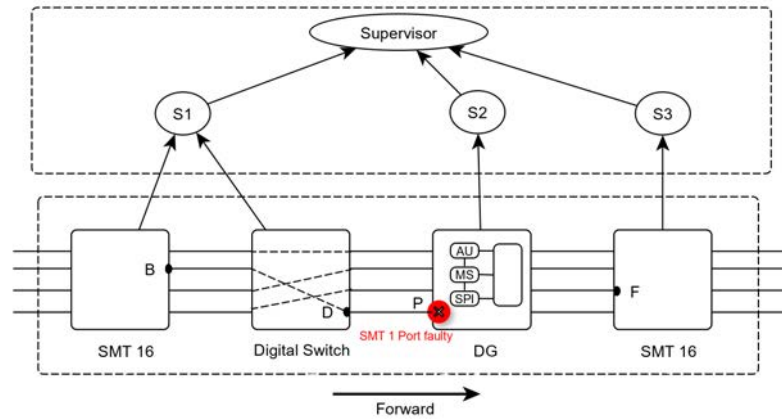 Supervisor
S1
S2
S3
B
D
P
AU
MS
SPI
F
SMT 1 Port faulty
SMT 16
Digital Switch
DG
SMT 16
Forward